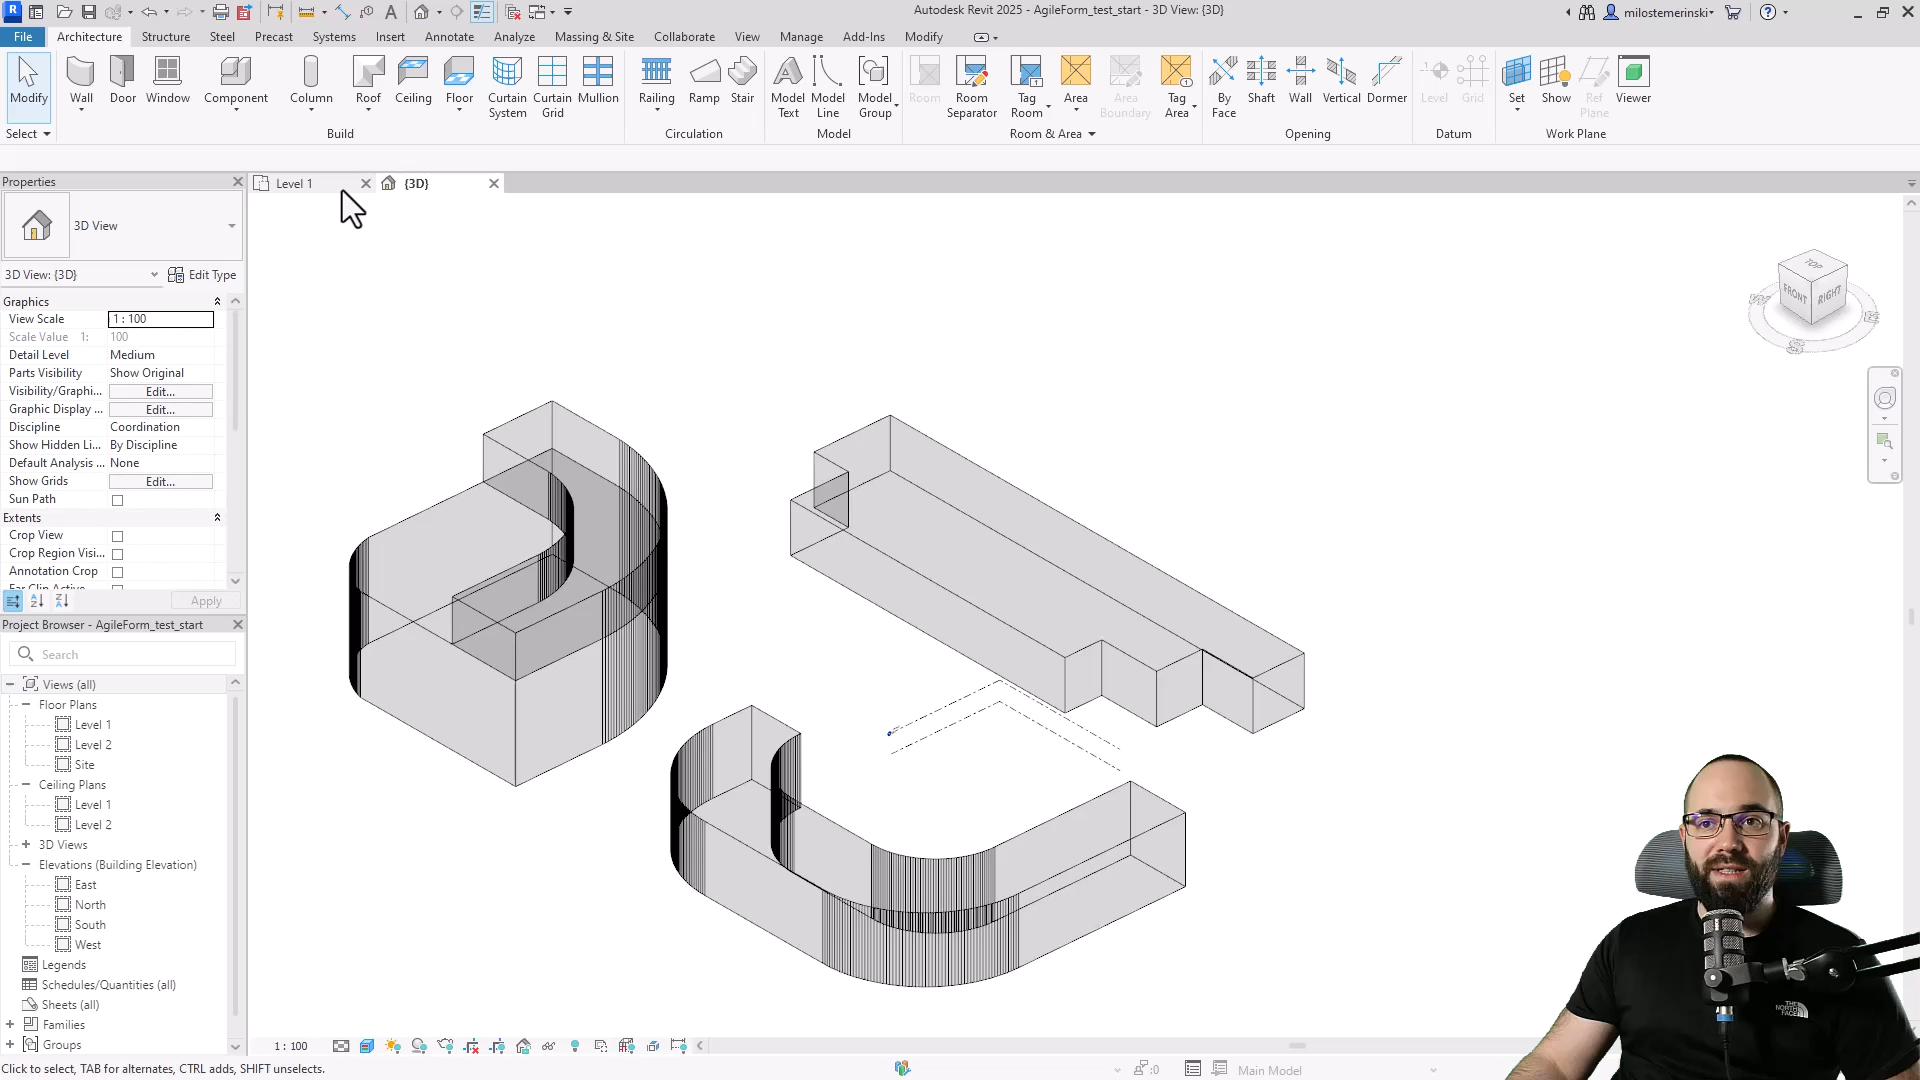 Autodesk Revit 2025 - AgileForm_test_start - 3D View: {3D}
milostemerinski
File
Architecture
Structure
Steel
Precast
Systems
Insert
Annotate
Analyze
Massing & Site
Collaborate
View
Manage
Add-Ins
Modify
Modify
Wall
Door
Window
Component
Column
Roof
Ceiling
Floor
Curtain System
Curtain Grid
Mullion
Railing
Ramp
Stair
Model Text
Model Line
Model Group
Room
Room Separator
Tag Room
Area
Area Boundary
Tag Area
By Face
Shaft
Wall
Vertical
Dormer
Level
Grid
Set
Show
Ref Plane
Viewer
Select
Build
Circulation
Model
Room & Area
Opening
Datum
Work Plane
Properties
Level 1
{3D}
3D View
3D View: {3D}
Edit Type
Graphics
View Scale 1 : 100
Scale Value 1: 100
Detail Level Medium
Parts Visibility Show Original
Visibility/Graphi... Edit...
Graphic Display ... Edit...
Discipline Coordination
Show Hidden Li... By Discipline
Default Analysis ... None
Show Grids Edit...
Sun Path
Extents
Crop View
Crop Region Visi...
Annotation Crop
Far Clip Active
Apply
Project Browser - AgileForm_test_start
Search
Views (all)
Floor Plans
Level 1
Level 2
Site
Ceiling Plans
Level 1
Level 2
3D Views
Elevations (Building Elevation)
East
North
South
West
Legends
Schedules/Quantities (all)
Sheets (all)
Families
Groups
TOP
FRONT
RIGHT
W
S
E
THE NORTH FACE
1 : 100
Click to select, TAB for alternates, CTRL adds, SHIFT unselects.
:0
Main Model